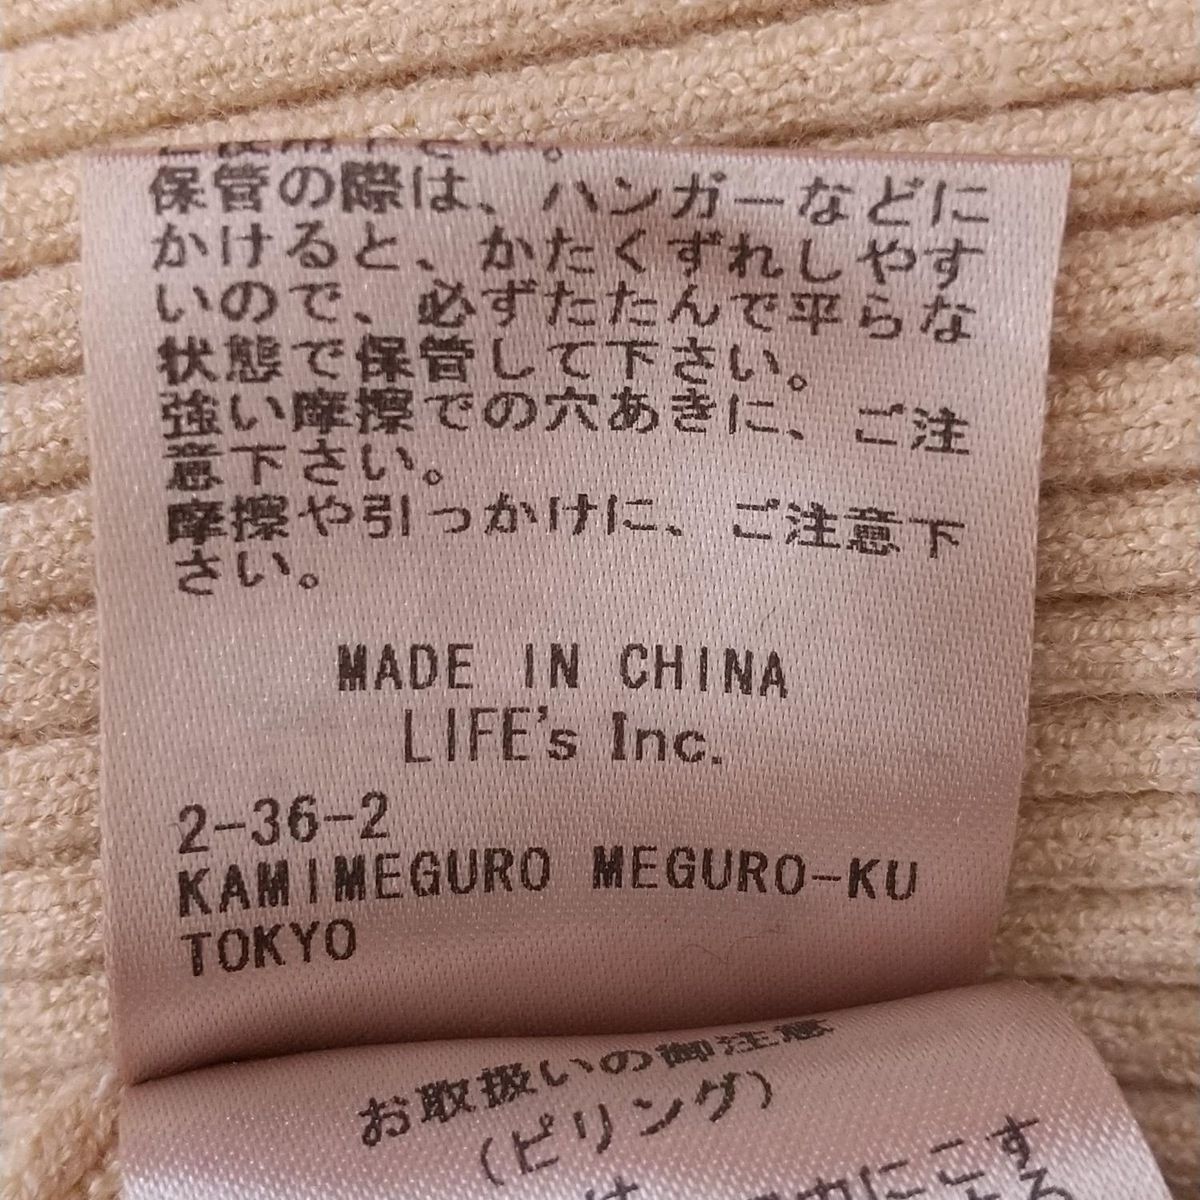 下さい。
保管の際は、ハンガーなどに
かけると、かたくずれしやす
いので、必ずたたんで平らな
状態で保管して下さい。
強い摩擦での穴あきに、ご注
意下さい。
摩擦や引っかけに、ご注意下
さい。
MADE IN CHINA
LIFE's Inc.
2-36-2
KAMIMEGURO MEGURO-KU
TOKYO
お取扱いの御注意
(ピリング)
こす